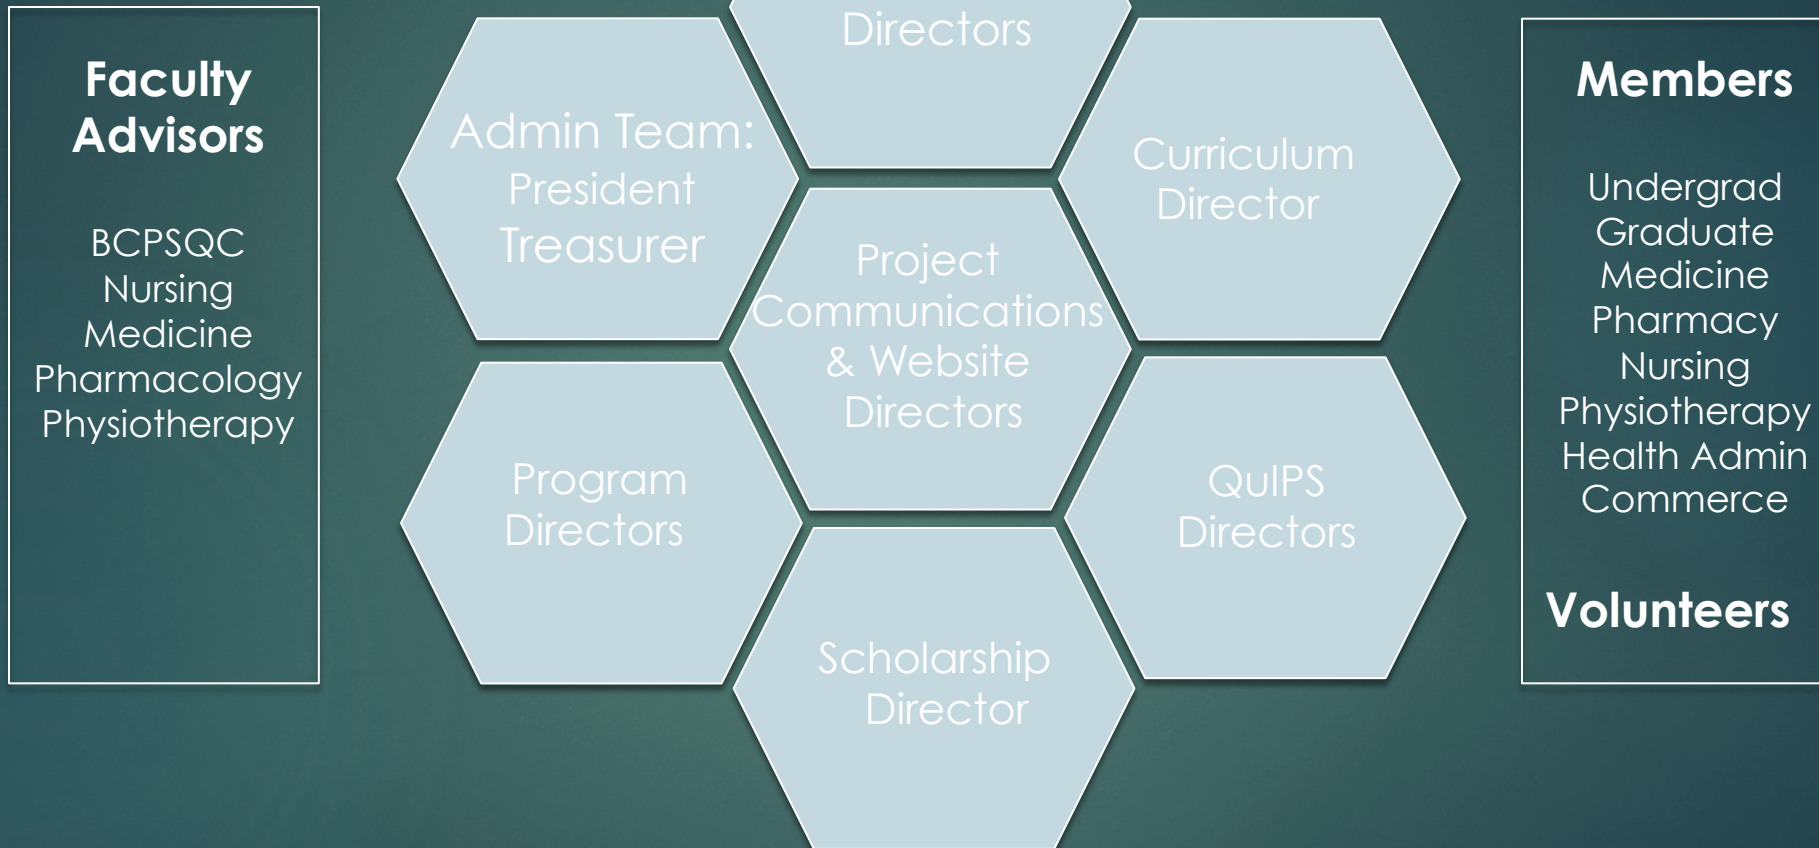 Faculty
Advisors
BCPSQC
Nursing
Medicine
Pharmacology
Physiotherapy
Directors
Admin Team:
President
Treasurer
Curriculum
Director
Project
Communications
& Website
Directors
Program
Directors
QuIPS
Directors
Scholarship
Director
Members
Undergrad
Graduate
Medicine
Pharmacy
Nursing
Physiotherapy
Health Admin
Commerce
Volunteers